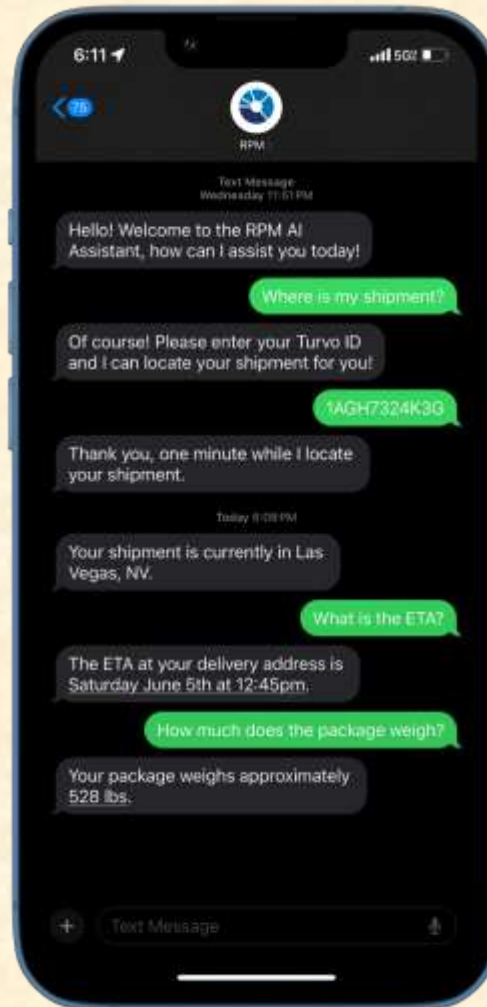 6:11
5G
75
RPM
Text Message
Wednesday 11:51 PM
Hello! Welcome to the RPM AI
Assistant, how can I assist you today!
Where is my shipment?
Of course! Please enter your Turvo ID
and I can locate your shipment for you!
1AGH7324K3G
Thank you, one minute while I locate
your shipment.
Today 6:09 PM
Your shipment is currently in Las
Vegas, NV.
What is the ETA?
The ETA at your delivery address is
Saturday June 5th at 12:45pm.
How much does the package weigh?
Your package weighs approximately
528 lbs.
Text Message